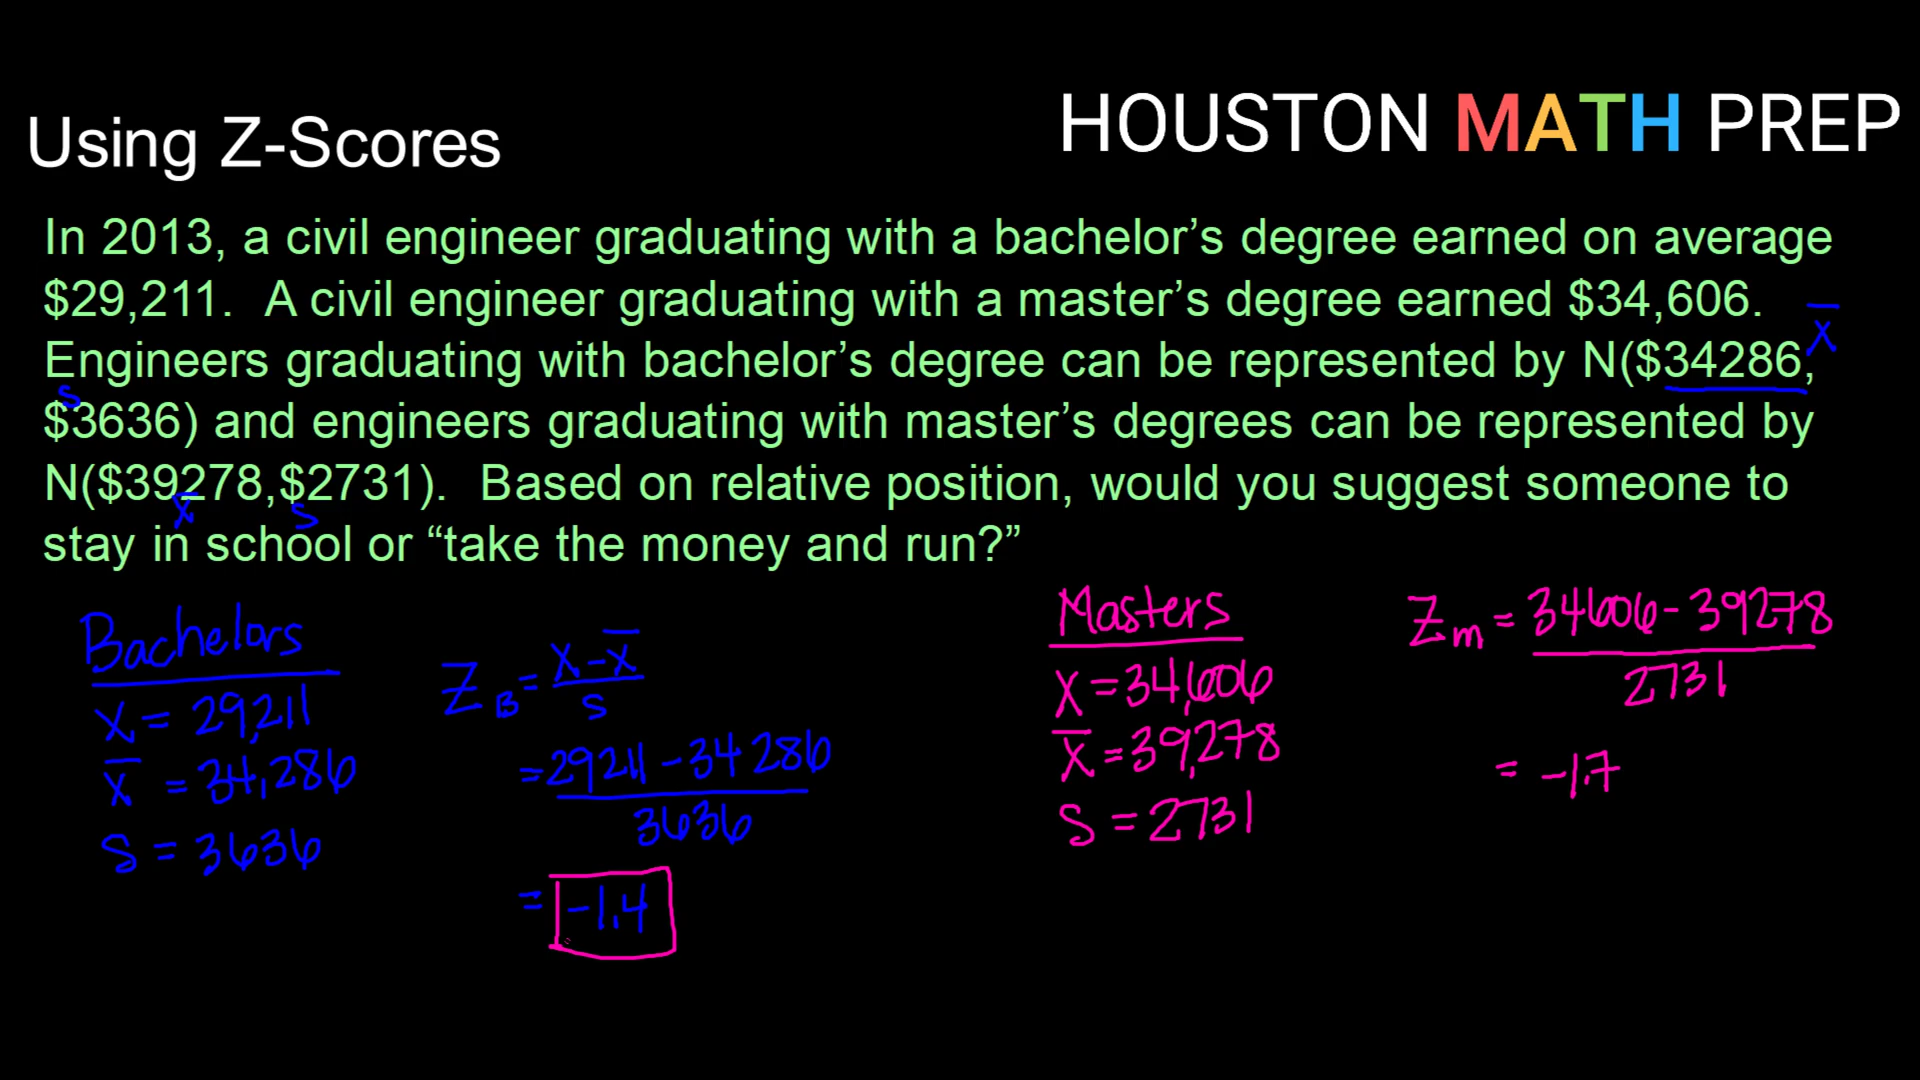 HOUSTON MATH PREP
Using Z-Scores
In 2013, a civil engineer graduating with a bachelor’s degree earned on average
$29,211.  A civil engineer graduating with a master’s degree earned $34,606.
x̅
Engineers graduating with bachelor’s degree can be represented by N($34286,
s
$3636) and engineers graduating with master’s degrees can be represented by
N($39278,$2731).  Based on relative position, would you suggest someone to
x̅ s
stay in school or “take the money and run?”
Bachelors
x = 29,211
x̅ = 34,286
s = 3636
Z_B = (x - x̅)/s
= (29211 - 34286)/3636
= -1.4
Masters
x = 34,606
x̅ = 39,278
s = 2731
Z_m = (34606 - 39278)/2731
= -1.7